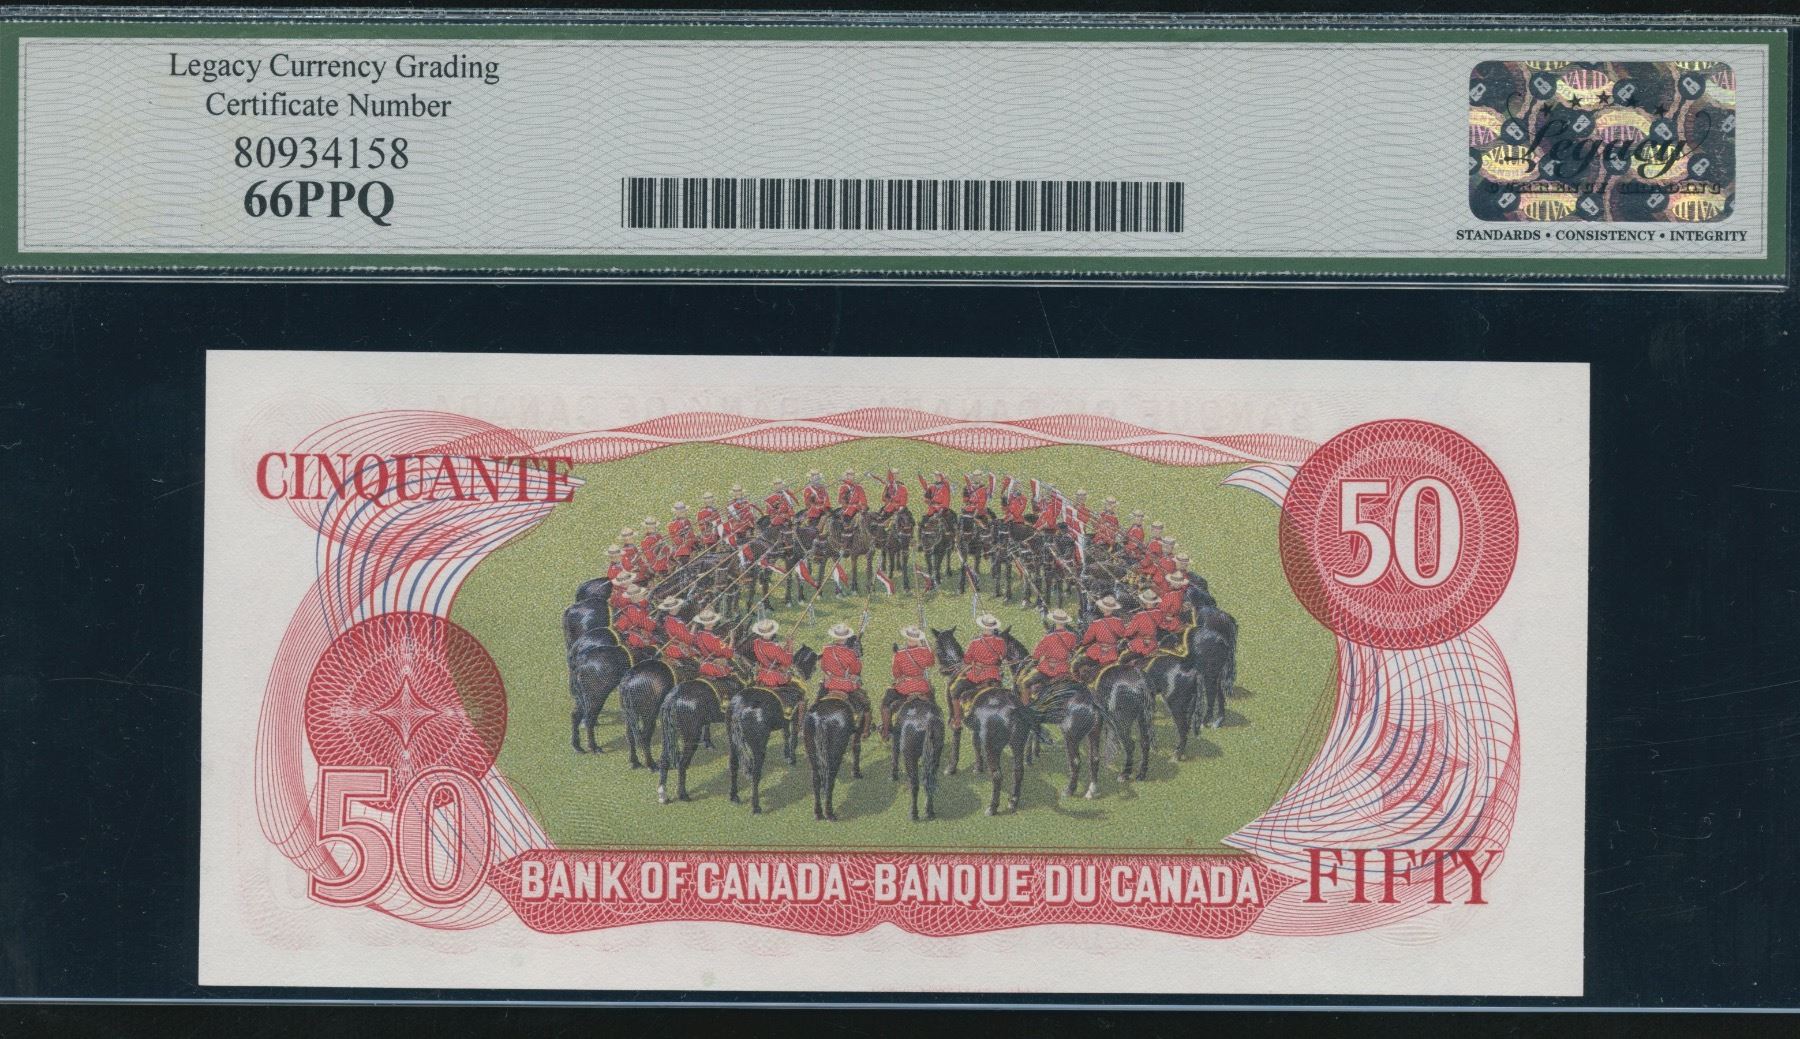 Legacy Currency Grading
Certificate Number
80934158
66PPQ
Legacy
STANDARDS • CONSISTENCY • INTEGRITY
CINQUANTE
50
50
BANK OF CANADA-BANQUE DU CANADA
FIFTY